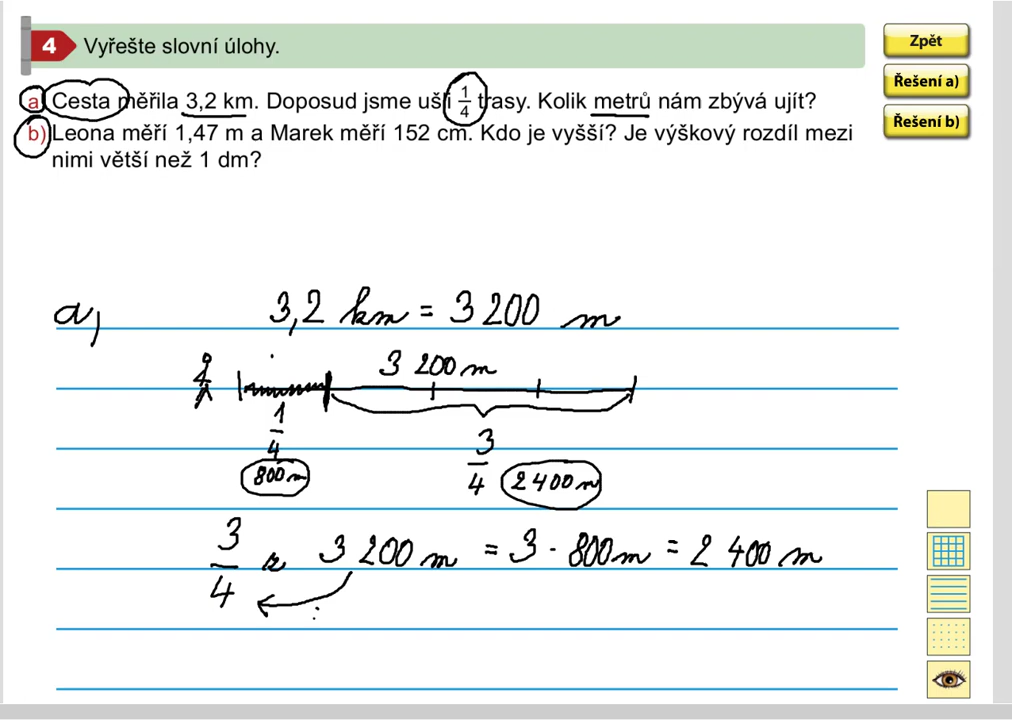 4 Vyřešte slovní úlohy.
Zpět
Řešení a)
Řešení b)
a) Cesta měřila 3,2 km. Doposud jsme ušli 1/4 trasy. Kolik metrů nám zbývá ujít?
b) Leona měří 1,47 m a Marek měří 152 cm. Kdo je vyšší? Je výškový rozdíl mezi
nimi větší než 1 dm?
a, 3,2 km = 3 200 m
3 200 m
1/4 3/4
800 m 2 400 m
3/4 z 3 200 m = 3 · 800 m = 2 400 m